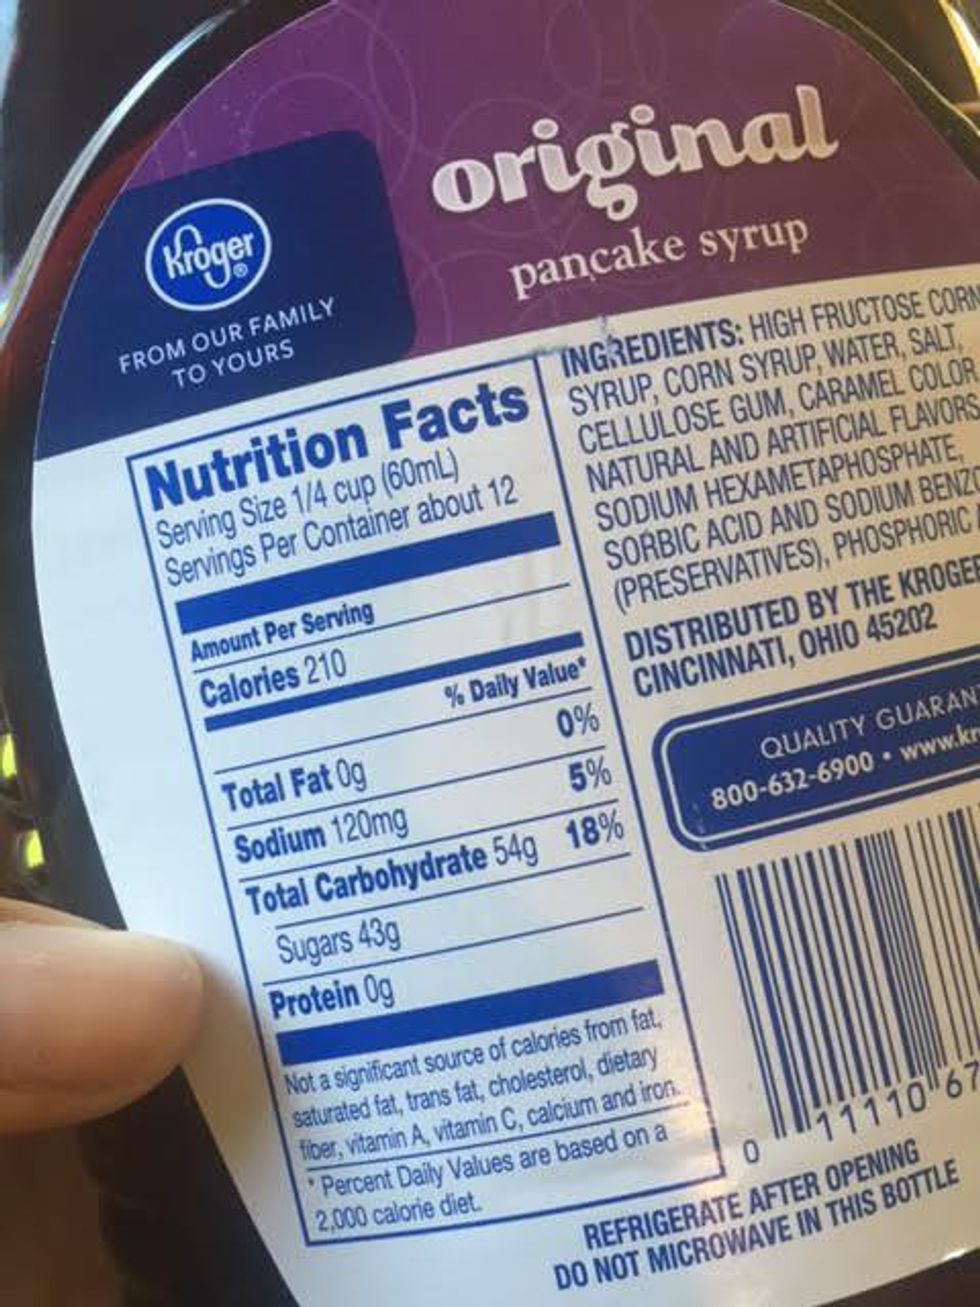 original
pancake syrup
Kroger®
FROM OUR FAMILY
TO YOURS
Nutrition Facts
Serving Size 1/4 cup (60mL)
Servings Per Container about 12
Amount Per Serving
Calories 210
% Daily Value*
Total Fat 0g 0%
Sodium 120mg 5%
Total Carbohydrate 54g 18%
Sugars 43g
Protein 0g
Not a significant source of calories from fat,
saturated fat, trans fat, cholesterol, dietary
fiber, vitamin A, vitamin C, calcium and iron.
* Percent Daily Values are based on a
2,000 calorie diet.
INGREDIENTS: HIGH FRUCTOSE CORN
SYRUP, CORN SYRUP, WATER, SALT,
CELLULOSE GUM, CARAMEL COLOR
NATURAL AND ARTIFICIAL FLAVORS
SODIUM HEXAMETAPHOSPHATE,
SORBIC ACID AND SODIUM
(PRESERVATIVES), PHOSPHORIC
DISTRIBUTED BY THE KROGER
CINCINNATI, OHIO 45202
QUALITY
800-632-6900 •
0 11110 67
REFRIGERATE AFTER OPENING
DO NOT MICROWAVE IN THIS BOTTLE